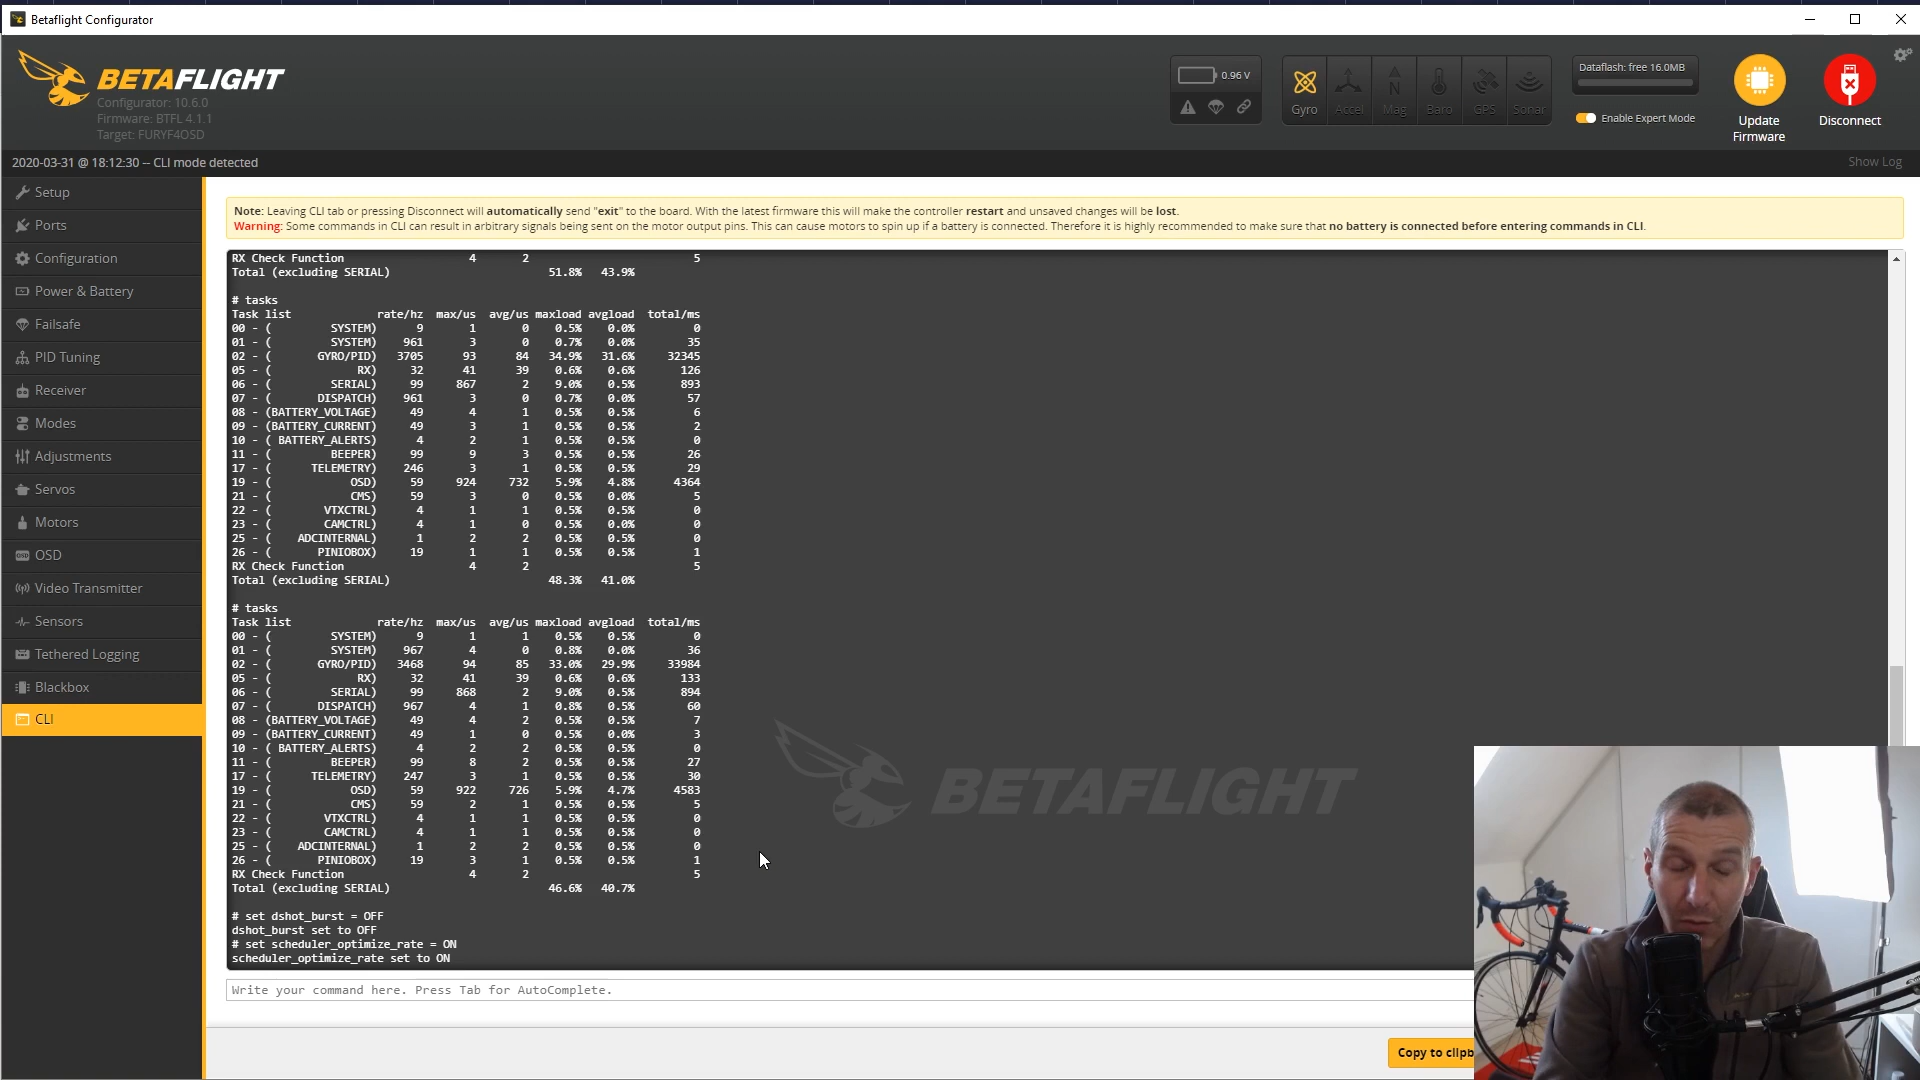 Betaflight Configurator
BETAFLIGHT
Configurator: 10.6.0
Firmware: BTFL 4.1.1
Target: FURYF4OSD
0.96 V
Gyro Accel Mag Baro GPS Sonar
Dataflash: free 16.0MB
Enable Expert Mode
Update Firmware
Disconnect
2020-03-31 @ 18:12:30 -- CLI mode detected
Show Log
Setup
Ports
Configuration
Power & Battery
Failsafe
PID Tuning
Receiver
Modes
Adjustments
Servos
Motors
OSD
Video Transmitter
Sensors
Tethered Logging
Blackbox
CLI
Note: Leaving CLI tab or pressing Disconnect will automatically send "exit" to the board. With the latest firmware this will make the controller restart and unsaved changes will be lost.
Warning: Some commands in CLI can result in arbitrary signals being sent on the motor output pins. This can cause motors to spin up if a battery is connected. Therefore it is highly recommended to make sure that no battery is connected before entering commands in CLI.
RX Check Function 4 2 5
Total (excluding SERIAL) 51.8% 43.9%
# tasks
Task list rate/hz max/us avg/us maxload avgload total/ms
00 - ( SYSTEM) 9 1 0 0.5% 0.0% 0
01 - ( SYSTEM) 961 3 0 0.7% 0.0% 35
02 - ( GYRO/PID) 3705 93 84 34.9% 31.6% 32345
05 - ( RX) 32 41 39 0.6% 0.6% 126
06 - ( SERIAL) 99 867 2 9.0% 0.5% 893
07 - ( DISPATCH) 961 3 0 0.7% 0.0% 57
08 - (BATTERY_VOLTAGE) 49 4 1 0.5% 0.5% 6
09 - (BATTERY_CURRENT) 49 3 1 0.5% 0.5% 2
10 - ( BATTERY_ALERTS) 4 2 1 0.5% 0.5% 0
11 - ( BEEPER) 99 9 3 0.5% 0.5% 26
17 - ( TELEMETRY) 246 3 1 0.5% 0.5% 29
19 - ( OSD) 59 924 732 5.9% 4.8% 4364
21 - ( CMS) 59 3 0 0.5% 0.0% 5
22 - ( VTXCTRL) 4 1 1 0.5% 0.5% 0
23 - ( CAMCTRL) 4 1 0 0.5% 0.0% 0
25 - ( ADCINTERNAL) 1 2 2 0.5% 0.5% 0
26 - ( PINIOBOX) 19 1 1 0.5% 0.5% 1
RX Check Function 4 2 5
Total (excluding SERIAL) 48.3% 41.0%
# tasks
Task list rate/hz max/us avg/us maxload avgload total/ms
00 - ( SYSTEM) 9 1 1 0.5% 0.5% 0
01 - ( SYSTEM) 967 4 0 0.8% 0.0% 36
02 - ( GYRO/PID) 3468 94 85 33.0% 29.9% 33984
05 - ( RX) 32 41 39 0.6% 0.6% 133
06 - ( SERIAL) 99 868 2 9.0% 0.5% 894
07 - ( DISPATCH) 967 4 1 0.8% 0.5% 60
08 - (BATTERY_VOLTAGE) 49 4 2 0.5% 0.5% 7
09 - (BATTERY_CURRENT) 49 1 0 0.5% 0.0% 3
10 - ( BATTERY_ALERTS) 4 2 2 0.5% 0.5% 0
11 - ( BEEPER) 99 8 2 0.5% 0.5% 27
17 - ( TELEMETRY) 247 3 1 0.5% 0.5% 30
19 - ( OSD) 59 922 726 5.9% 4.7% 4583
21 - ( CMS) 59 2 1 0.5% 0.5% 5
22 - ( VTXCTRL) 4 1 1 0.5% 0.5% 0
23 - ( CAMCTRL) 4 1 1 0.5% 0.5% 0
25 - ( ADCINTERNAL) 1 2 2 0.5% 0.5% 0
26 - ( PINIOBOX) 19 3 1 0.5% 0.5% 1
RX Check Function 4 2 5
Total (excluding SERIAL) 46.6% 40.7%
# set dshot_burst = OFF
dshot_burst set to OFF
# set scheduler_optimize_rate = ON
scheduler_optimize_rate set to ON
BETAFLIGHT
Write your command here. Press Tab for AutoComplete.
Copy to clipb